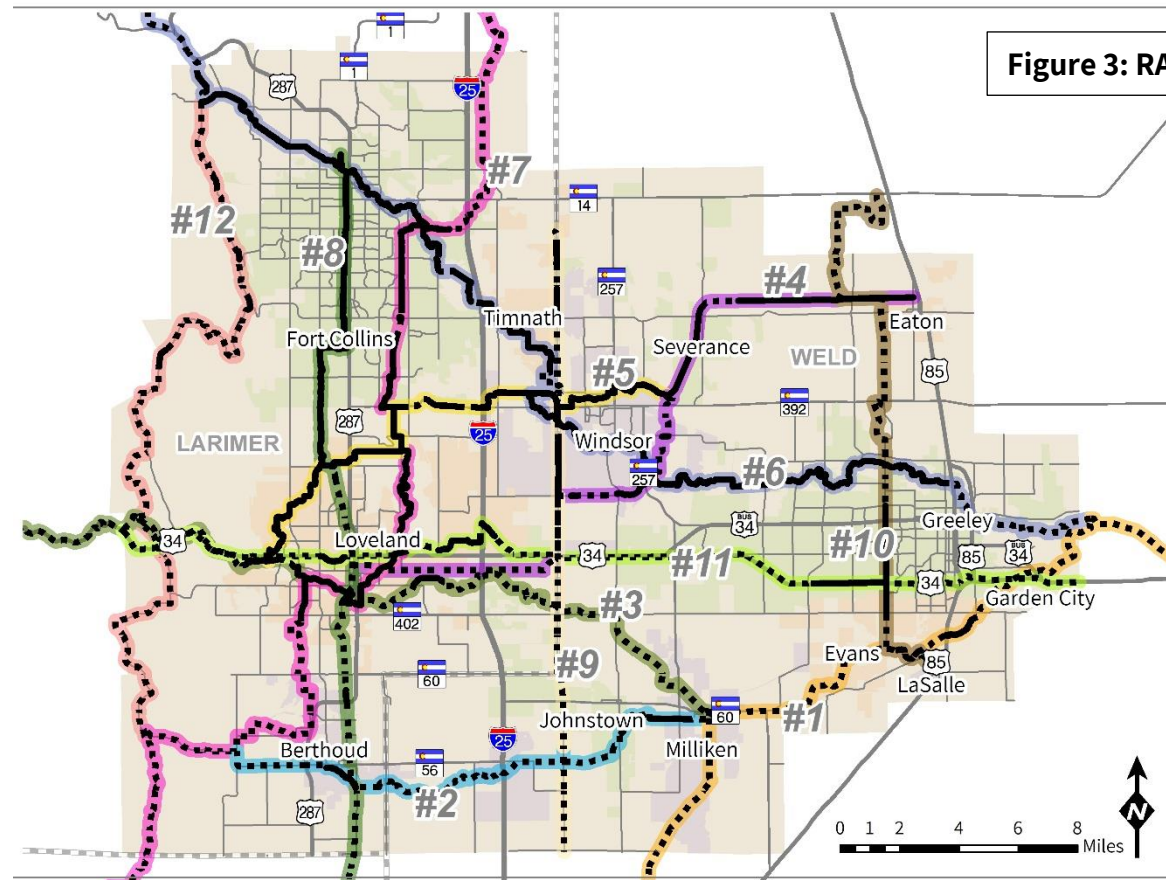 1
1
287
25
Figure 3: RA
#7
14
#12
#8
257
#4
Timnath
Eaton
Fort Collins
Severance
WELD
#5
85
392
287
25
LARIMER
Windsor
257
#6
BUS
34
Greeley
34
Loveland
34
#11
#10
85
BUS
34
34
Garden City
402
#3
Evans
85
60
#9
LaSalle
60
Johnstown
#1
25
Berthoud
Milliken
56
#2
287
N
0 1 2 4 6 8
Miles